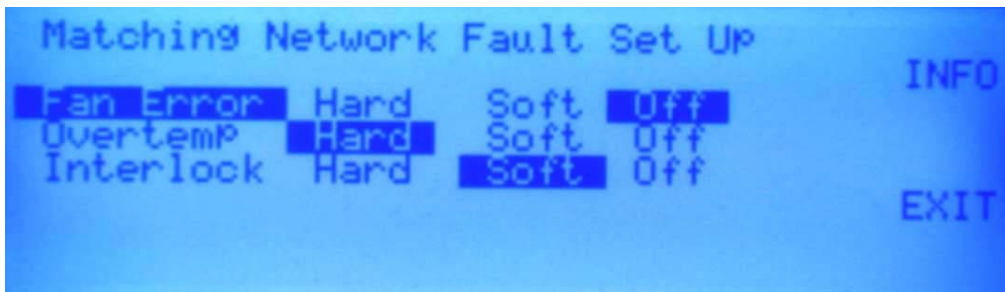 Matching Network Fault Set Up
INFO
Fan Error Hard Soft Off
Overtemp Hard Soft Off
Interlock Hard Soft Off
EXIT